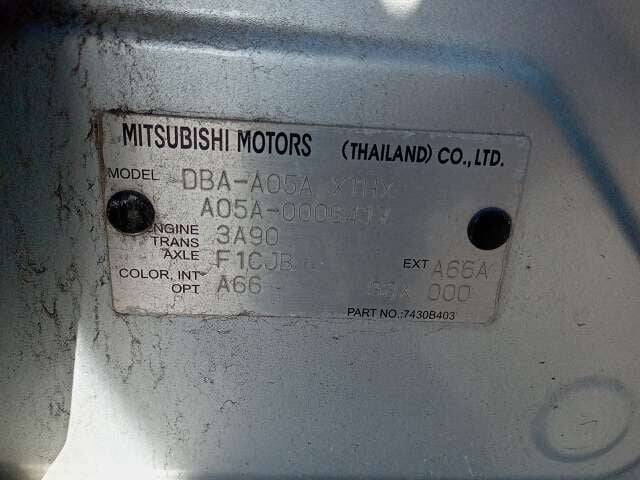 MITSUBISHI MOTORS (THAILAND) CO., LTD.
MODEL DBA-A05A XTHX
ENGINE 3A90
TRANS
AXLE F1CJB EXT A66A
COLOR, INT A66 000
OPT
PART NO.:7430B403